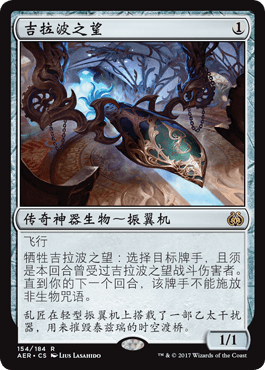 吉拉波之望 1
传奇神器生物～振翼机
飞行
牺牲吉拉波之望：选择目标牌手，且须
是本回合曾受过吉拉波之望战斗伤害者。
直到你的下一个回合，该牌手不能施放
非生物咒语。
乱匠在轻型振翼机上搭载了一部乙太干扰
器，用来摧毁泰兹瑞的时空渡桥。
1/1
154/184 R
AER • CS LIUS LASAHIDO
™ & © 2017 Wizards of the Coast